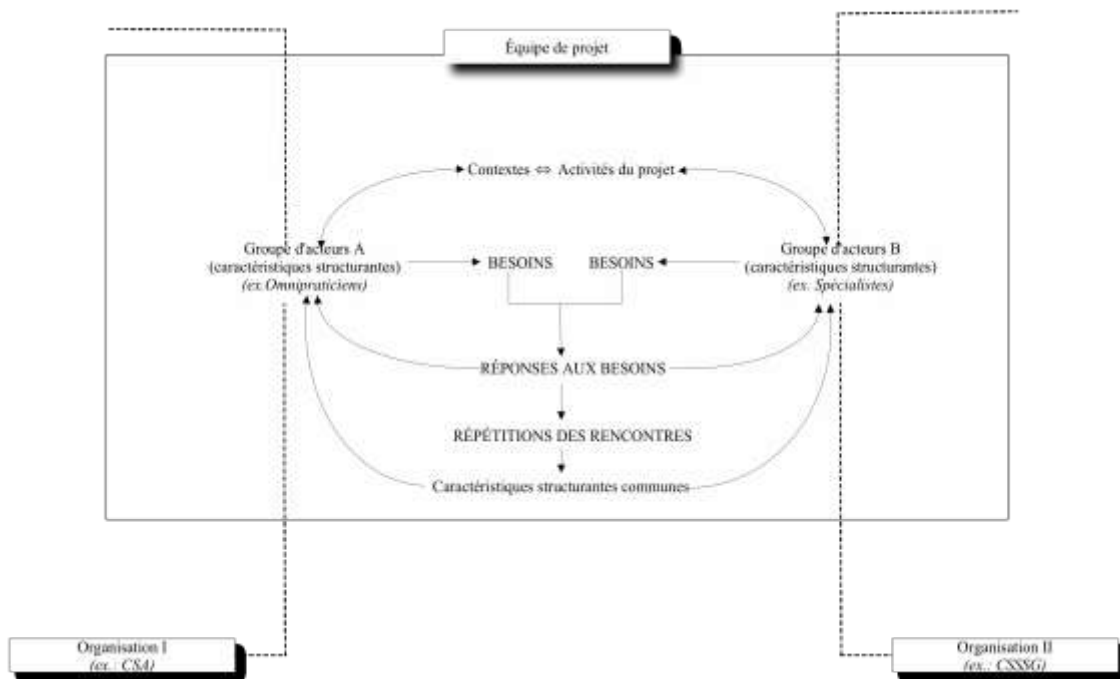 Équipe de projet
Contextes ⇔ Activités du projet
Groupe d'acteurs A
(caractéristiques structurantes)
(ex.Omnipraticiens)
BESOINS
BESOINS
Groupe d'acteurs B
(caractéristiques structurantes)
(ex. Spécialistes)
RÉPONSES AUX BESOINS
RÉPÉTITIONS DES RENCONTRES
Caractéristiques structurantes communes
Organisation I
(ex.: CSA)
Organisation II
(ex.: CSSSG)